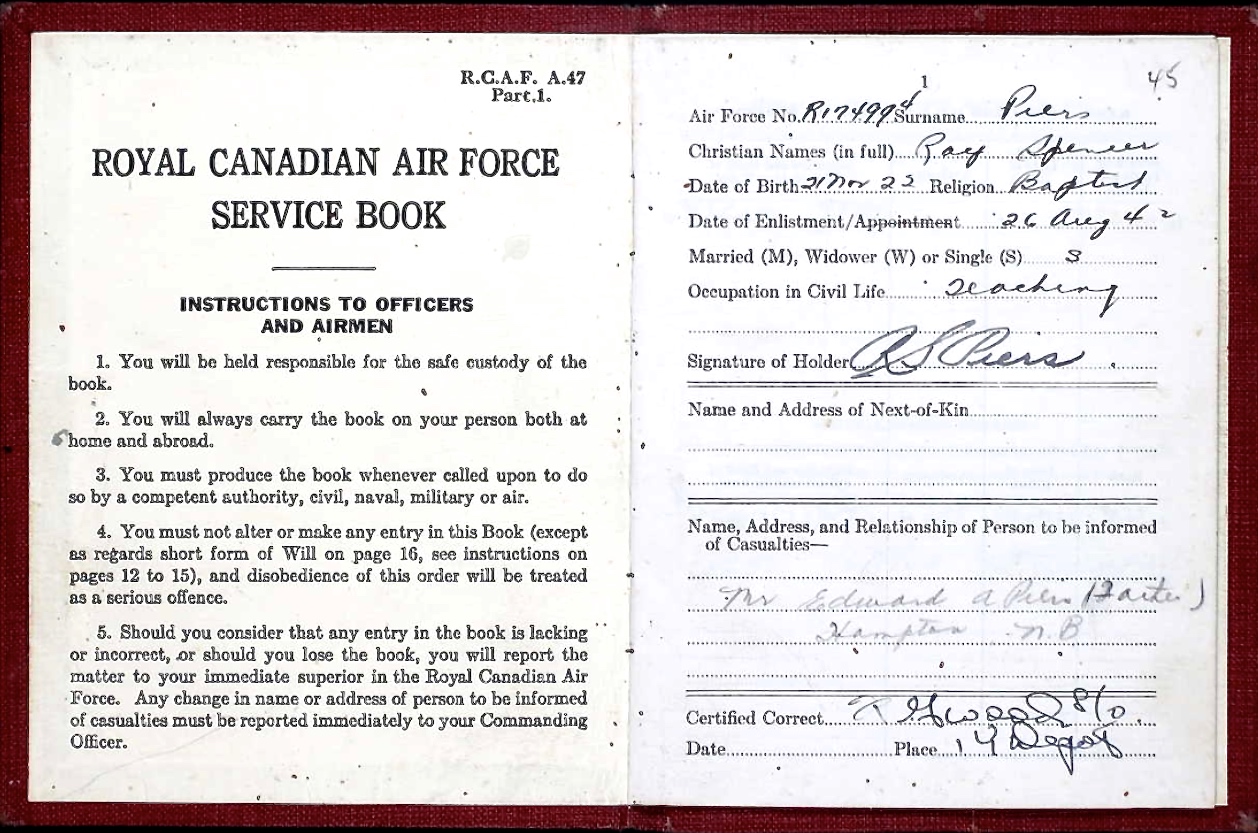 R.C.A.F. A.47
Part 1.
ROYAL CANADIAN AIR FORCE
SERVICE BOOK
INSTRUCTIONS TO OFFICERS
AND AIRMEN
1. You will be held responsible for the safe custody of the
book.
2. You will always carry the book on your person both at
home and abroad.
3. You must produce the book whenever called upon to do
so by a competent authority, civil, naval, military or air.
4. You must not alter or make any entry in this Book (except
as regards short form of Will on page 16, see instructions on
pages 12 to 15), and disobedience of this order will be treated
as a serious offence.
5. Should you consider that any entry in the book is lacking
or incorrect, or should you lose the book, you will report the
matter to your immediate superior in the Royal Canadian Air
Force. Any change in name or address of person to be informed
of casualties must be reported immediately to your Commanding
Officer.
1
45
Air Force No. R174994 Surname Piers
Christian Names (in full) Roy Spencer
Date of Birth 21 Nov 22 Religion Baptist
Date of Enlistment/Appointment 26 Aug 42
Married (M), Widower (W) or Single (S) S
Occupation in Civil Life Teaching
Signature of Holder RS Piers
Name and Address of Next-of-Kin
Name, Address, and Relationship of Person to be informed
of Casualties—
Mr Edward A Piers (Father)
Hampton N.B
Certified Correct
Date Place Depot